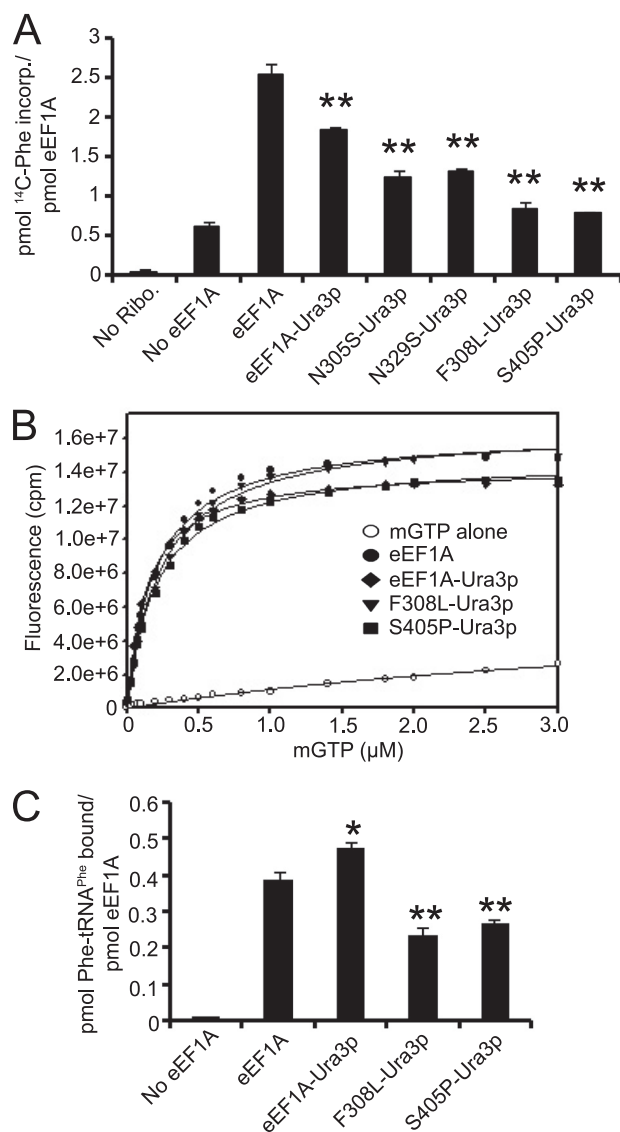 A
pmol ¹⁴C-Phe incorp./
pmol eEF1A
3
2.5
2
1.5
1
0.5
0
**
**
**
**
**
No Ribo.
No eEF1A
eEF1A
eEF1A-Ura3p
N305S-Ura3p
N329S-Ura3p
F308L-Ura3p
S405P-Ura3p
B
Fluorescence (cpm)
1.6e+7
1.4e+7
1.2e+7
10.e+7
8.0e+6
6.0e+6
4.0e+6
2.0e+6
0
mGTP alone
eEF1A
eEF1A-Ura3p
F308L-Ura3p
S405P-Ura3p
0 0.5 1.0 1.5 2.0 2.5 3.0
mGTP (µM)
C
pmol Phe-tRNAᴾʰᵉ bound/
pmol eEF1A
0.6
0.5
0.4
0.3
0.2
0.1
0
*
**
**
No eEF1A
eEF1A
eEF1A-Ura3p
F308L-Ura3p
S405P-Ura3p